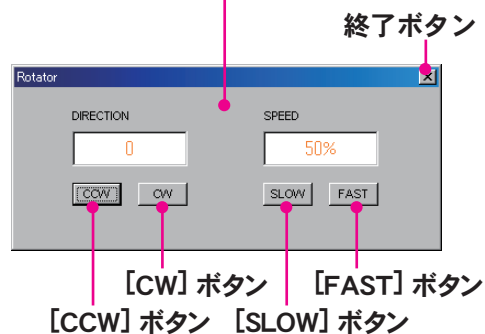 終了ボタン
Rotator
DIRECTION SPEED
0 50%
CCW CW SLOW FAST
［CW］ボタン ［FAST］ボタン
［CCW］ボタン ［SLOW］ボタン